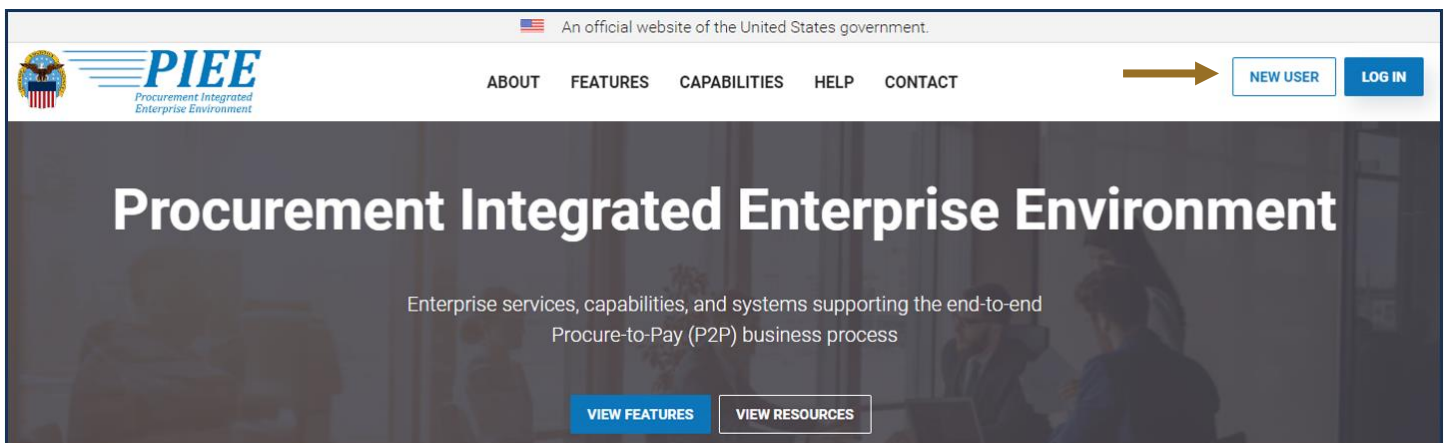 An official website of the United States government.
PIEE
Procurement Integrated
Enterprise Environment
ABOUT FEATURES CAPABILITIES HELP CONTACT
NEW USER LOG IN
Procurement Integrated Enterprise Environment
Enterprise services, capabilities, and systems supporting the end-to-end
Procure-to-Pay (P2P) business process
VIEW FEATURES VIEW RESOURCES